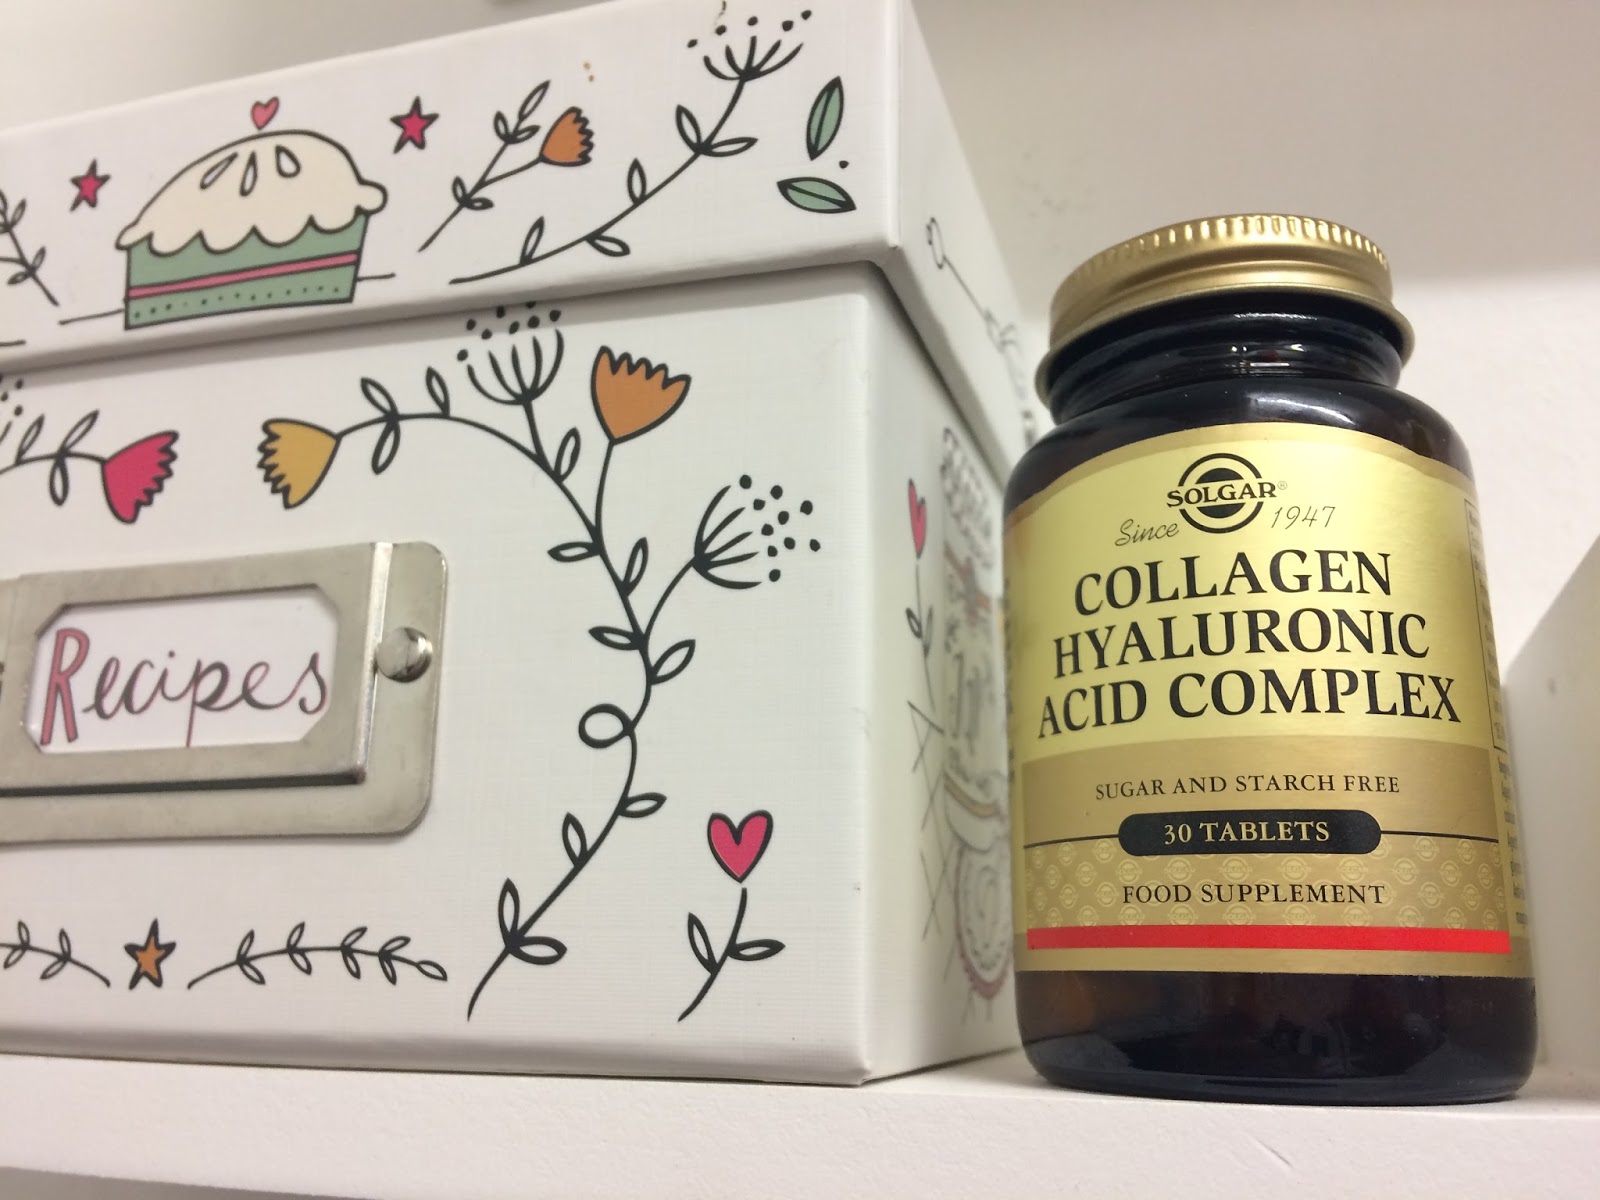 Recipes
SOLGAR®
Since 1947
COLLAGEN
HYALURONIC
ACID COMPLEX
SUGAR AND STARCH FREE
30 TABLETS
FOOD SUPPLEMENT